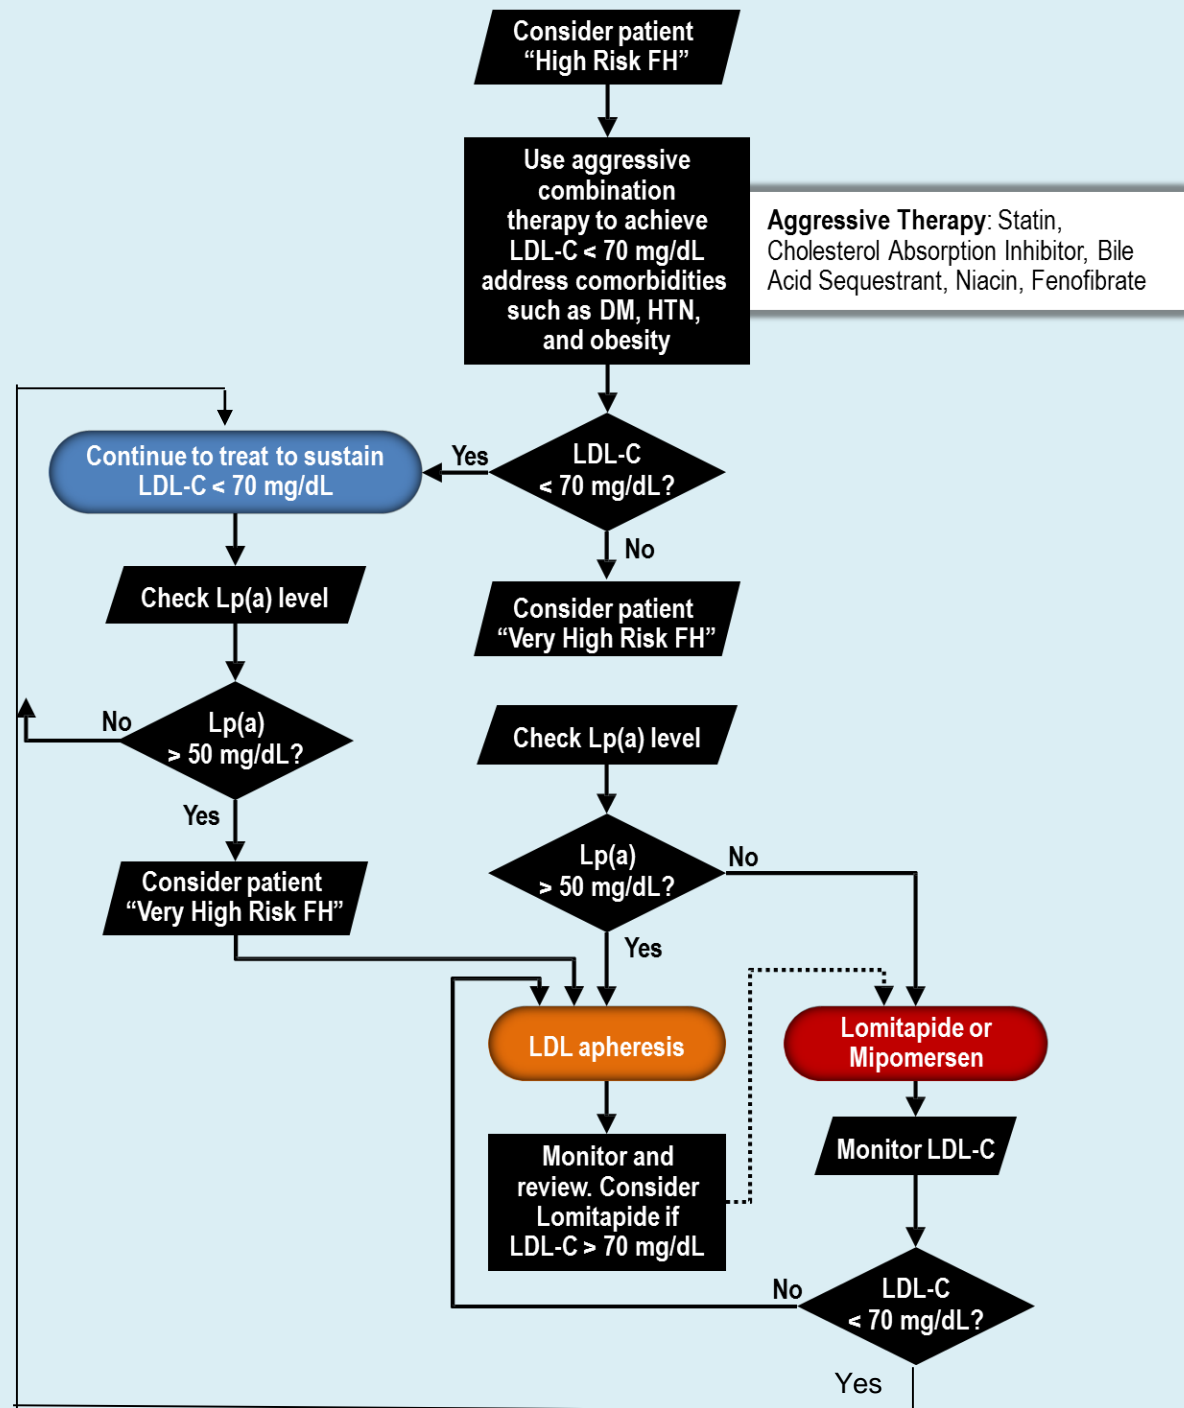 Consider patient
“High Risk FH”
Use aggressive
combination
therapy to achieve
LDL-C < 70 mg/dL
address comorbidities
such as DM, HTN,
and obesity
Aggressive Therapy: Statin,
Cholesterol Absorption Inhibitor, Bile
Acid Sequestrant, Niacin, Fenofibrate
LDL-C
< 70 mg/dL?
Yes
Continue to treat to sustain
LDL-C < 70 mg/dL
No
Check Lp(a) level
Consider patient
“Very High Risk FH”
Lp(a)
> 50 mg/dL?
No
Yes
Consider patient
“Very High Risk FH”
Check Lp(a) level
Lp(a)
> 50 mg/dL?
No
Yes
LDL apheresis
Lomitapide or
Mipomersen
Monitor and
review. Consider
Lomitapide if
LDL-C > 70 mg/dL
Monitor LDL-C
LDL-C
< 70 mg/dL?
No
Yes